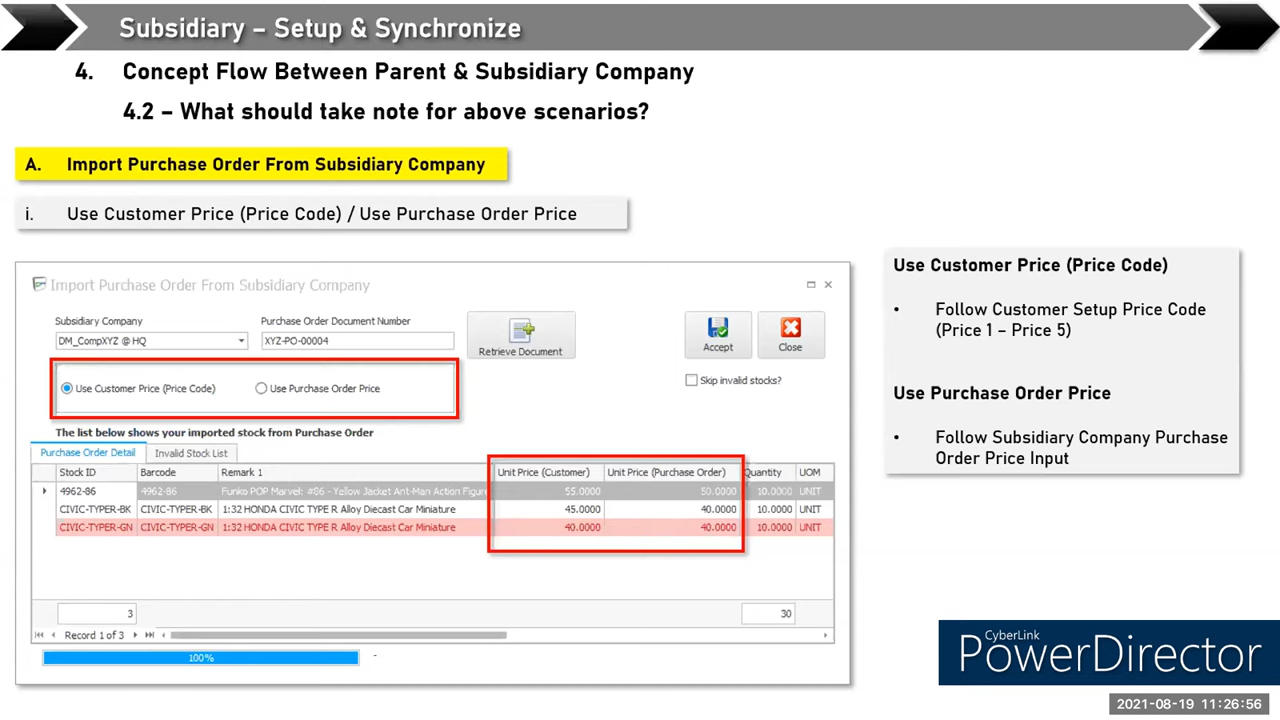 Subsidiary – Setup & Synchronize
4. Concept Flow Between Parent & Subsidiary Company
4.2 – What should take note for above scenarios?
A. Import Purchase Order From Subsidiary Company
i. Use Customer Price (Price Code) / Use Purchase Order Price
Import Purchase Order From Subsidiary Company
Subsidiary Company Purchase Order Document Number
DM_CompXYZ @ HQ XYZ-PO-00004
Retrieve Document
Accept
Close
Use Customer Price (Price Code) Use Purchase Order Price
Skip invalid stocks?
The list below shows your imported stock from Purchase Order
Purchase Order Detail Invalid Stock List
Stock ID Barcode Remark 1 Unit Price (Customer) Unit Price (Purchase Order) Quantity UOM
4962-86 4962-86 Funko POP Marvel: #86 - Yellow Jacket Ant-Man Action Figure 55.0000 50.0000 10.0000 UNIT
CIVIC-TYPER-BK CIVIC-TYPER-BK 1:32 HONDA CIVIC TYPE R Alloy Diecast Car Miniature 45.0000 40.0000 10.0000 UNIT
CIVIC-TYPER-GN CIVIC-TYPER-GN 1:32 HONDA CIVIC TYPE R Alloy Diecast Car Miniature 40.0000 40.0000 10.0000 UNIT
3 30
Record 1 of 3
100%
Use Customer Price (Price Code)
• Follow Customer Setup Price Code
(Price 1 – Price 5)
Use Purchase Order Price
• Follow Subsidiary Company Purchase
Order Price Input
CyberLink
PowerDirector
2021-08-19 11:26:56